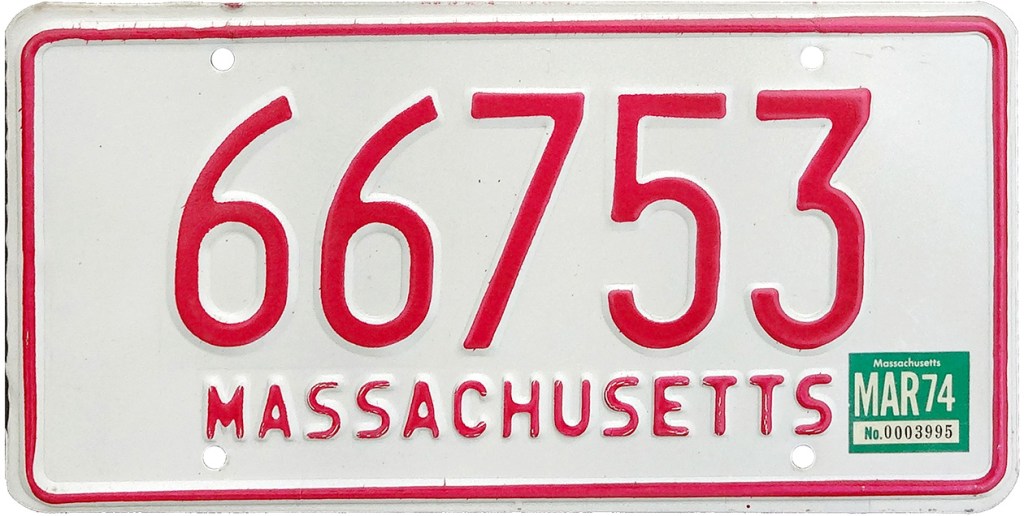 66753
MASSACHUSETTS
Massachusetts
MAR74
No.0003995